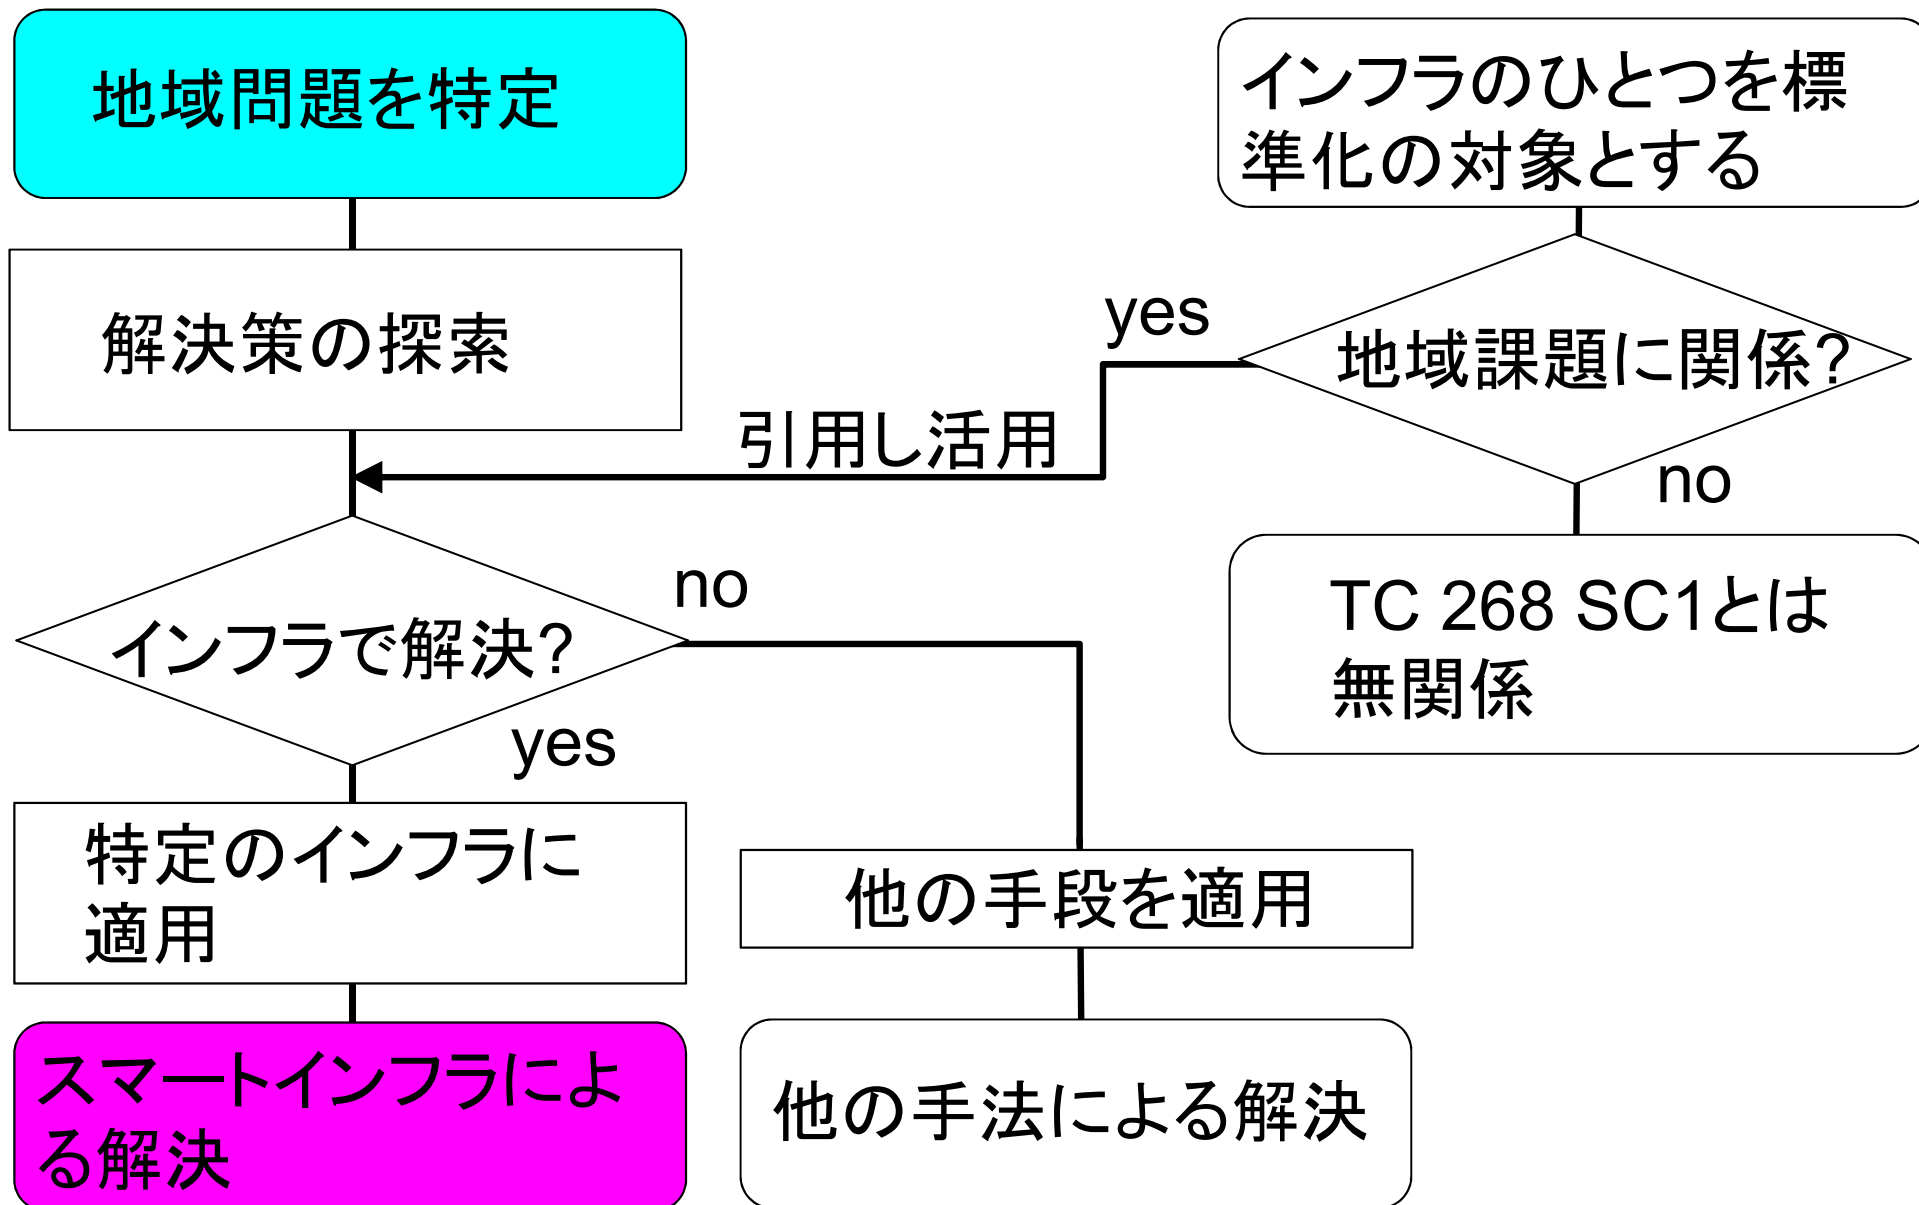 地域問題を特定
解決策の探索
引用し活用
インフラで解決?
no
yes
特定のインフラに
適用
スマートインフラによ
る解決
他の手段を適用
他の手法による解決
インフラのひとつを標
準化の対象とする
地域課題に関係?
yes
no
TC 268 SC1とは
無関係